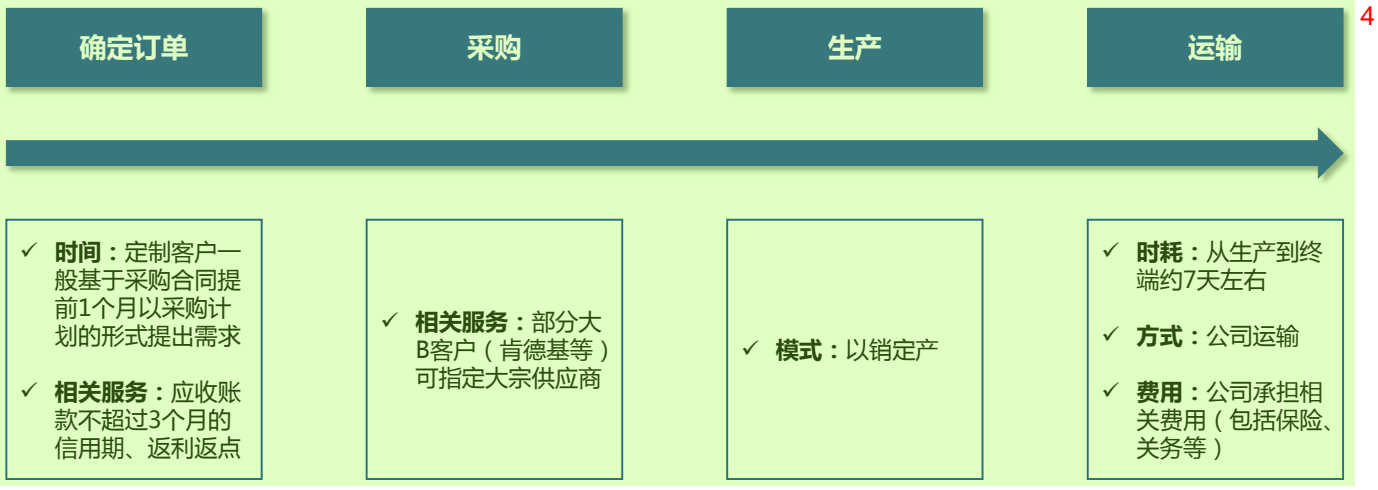 确定订单
采购
生产
运输
4
✓ 时间：定制客户一
般基于采购合同提
前1个月以采购计
划的形式提出需求
✓ 相关服务：应收账
款不超过3个月的
信用期、返利返点
✓ 相关服务：部分大
B客户（肯德基等）
可指定大宗供应商
✓ 模式：以销定产
✓ 时耗：从生产到终
端约7天左右
✓ 方式：公司运输
✓ 费用：公司承担相
关费用（包括保险、
关务等）